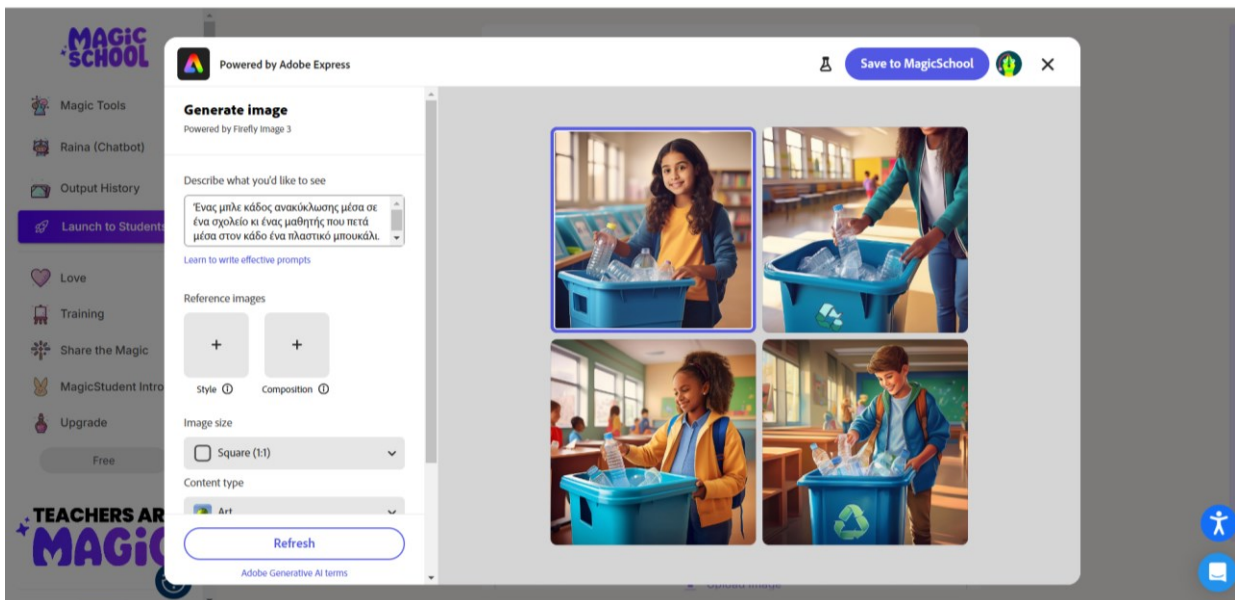 MAGIC
SCHOOL
Magic Tools
Raina (Chatbot)
Output History
Launch to Students
Love
Training
Share the Magic
MagicStudent Intro
Upgrade
Free
TEACHERS AR
MAGIC
Powered by Adobe Express
Save to MagicSchool
Generate image
Powered by Firefly Image 3
Describe what you'd like to see
Ένας μπλε κάδος ανακύκλωσης μέσα σε
ένα σχολείο κι ένας μαθητής που πετά
μέσα στον κάδο ένα πλαστικό μπουκάλι.
Learn to write effective prompts
Reference images
Style
Composition
Image size
Square (1:1)
Content type
Art
Refresh
Adobe Generative AI terms
Upload image